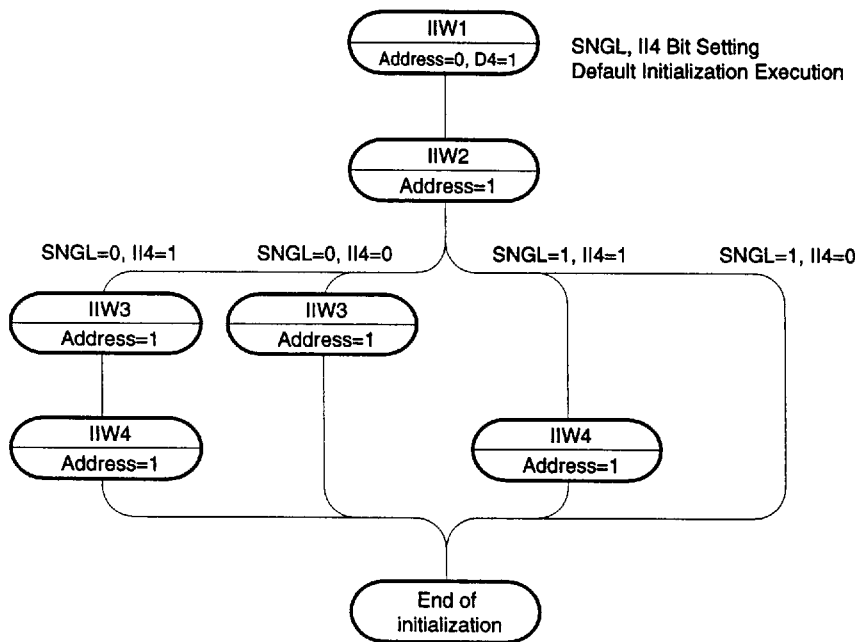 IIW1
Address=0, D4=1
SNGL, II4 Bit Setting
Default Initialization Execution
IIW2
Address=1
SNGL=0, II4=1
SNGL=0, II4=0
SNGL=1, II4=1
SNGL=1, II4=0
IIW3
Address=1
IIW3
Address=1
IIW4
Address=1
IIW4
Address=1
End of
initialization